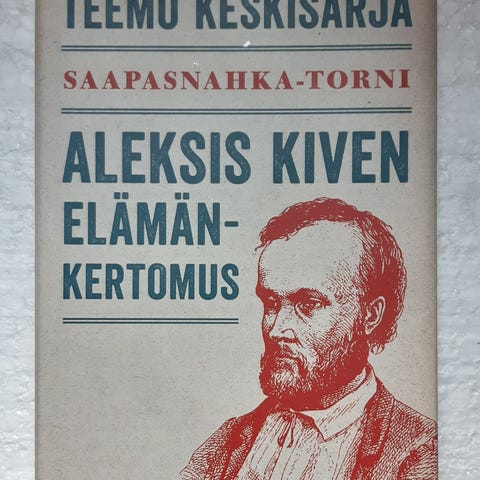 TEEMU KESKISARJA
SAAPASNAHKA-TORNI
ALEKSIS KIVEN
ELÄMÄN-
KERTOMUS